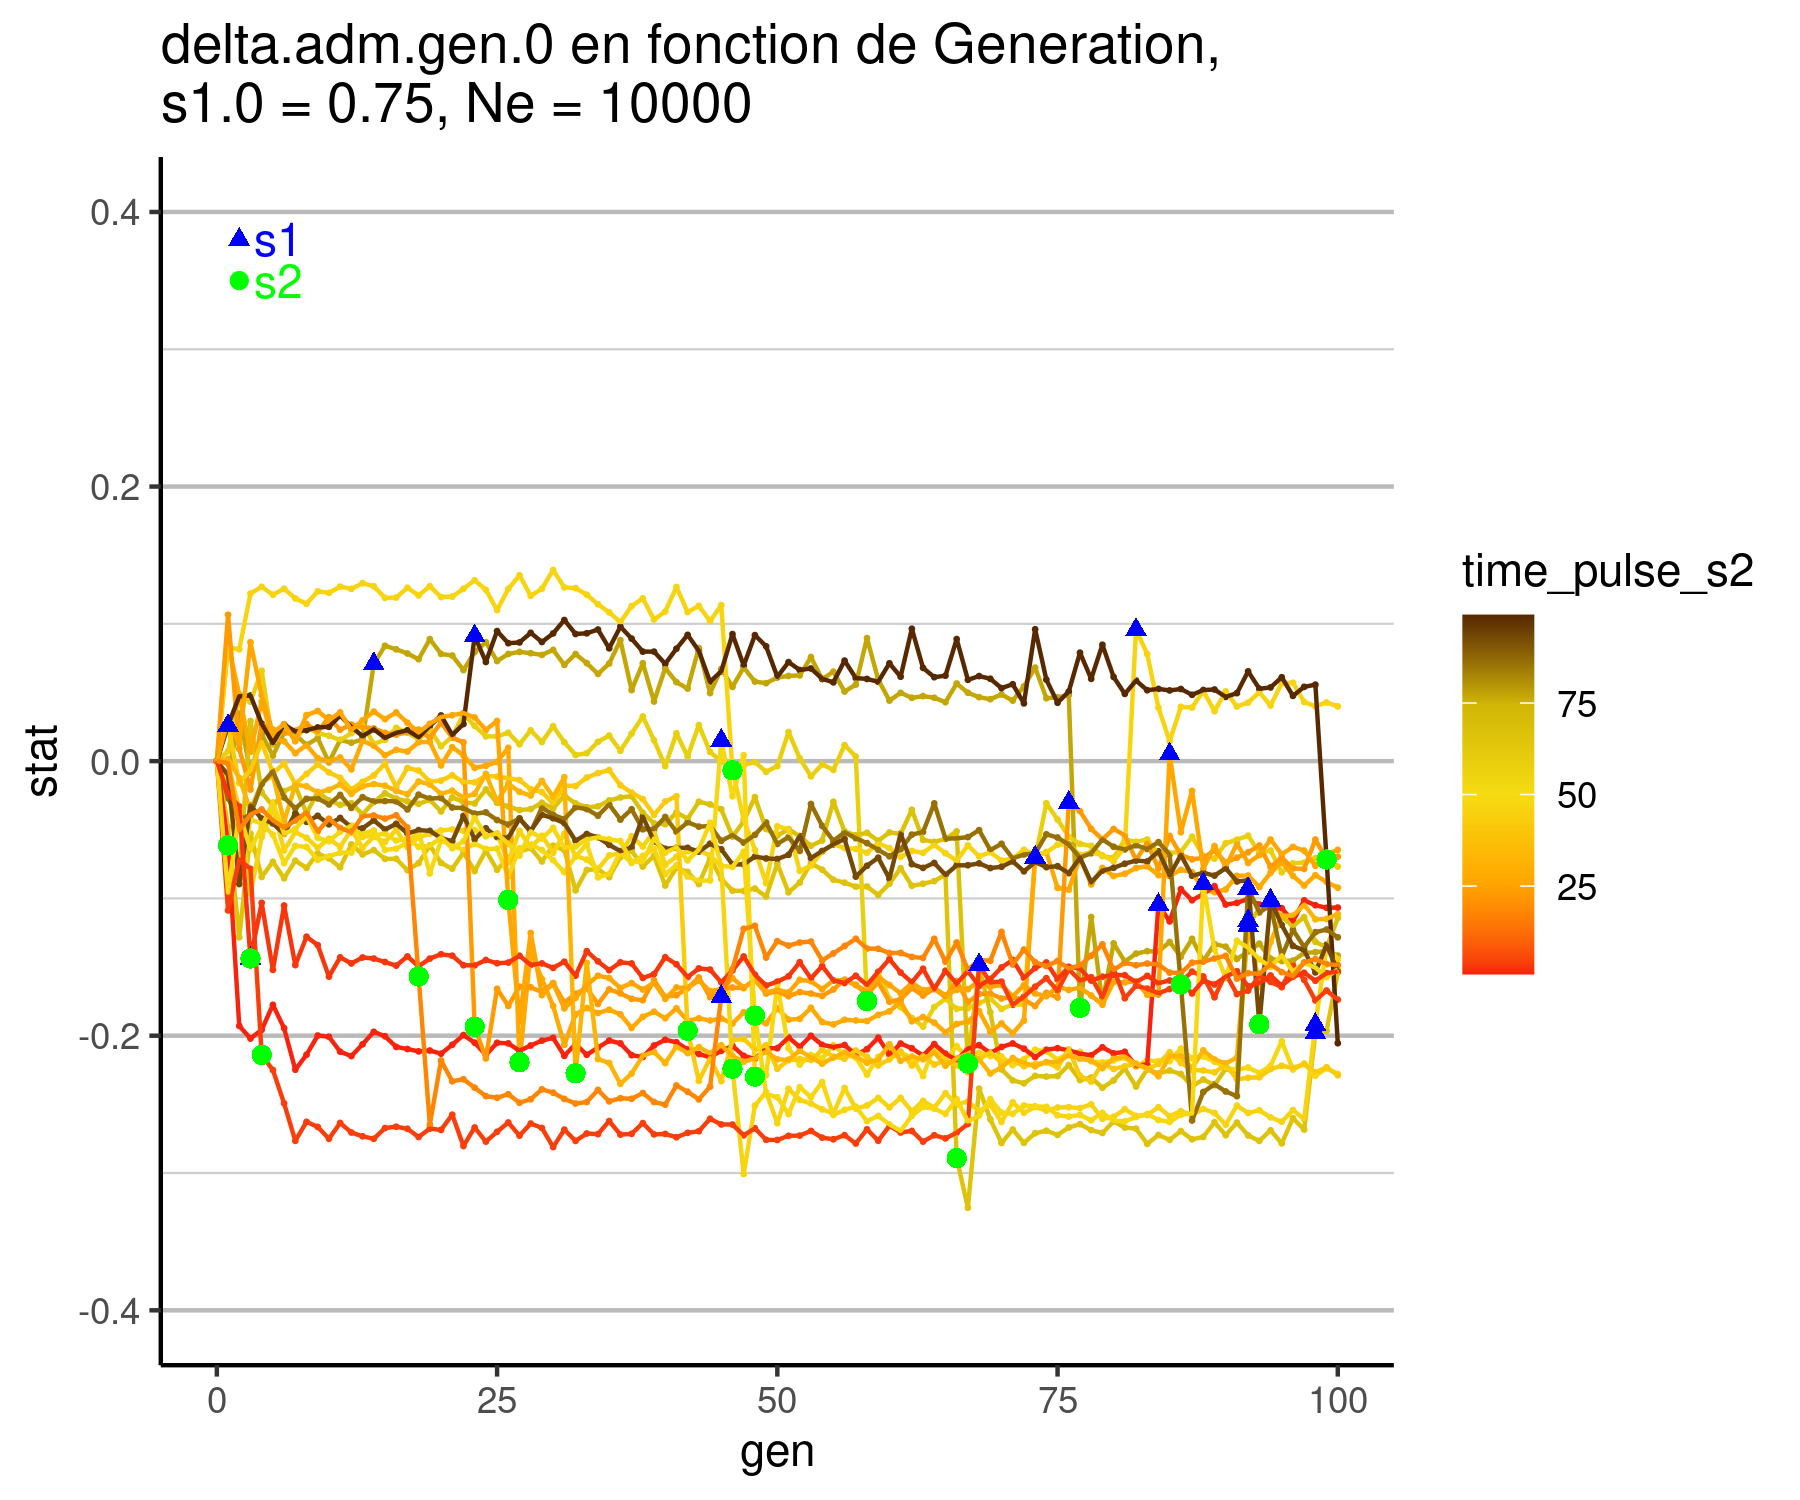 delta.adm.gen.0 en fonction de Generation,
s1.0 = 0.75, Ne = 10000
s1
s2
0.4
0.2
0.0
-0.2
-0.4
stat
0
25
50
75
100
gen
time_pulse_s2
75
50
25